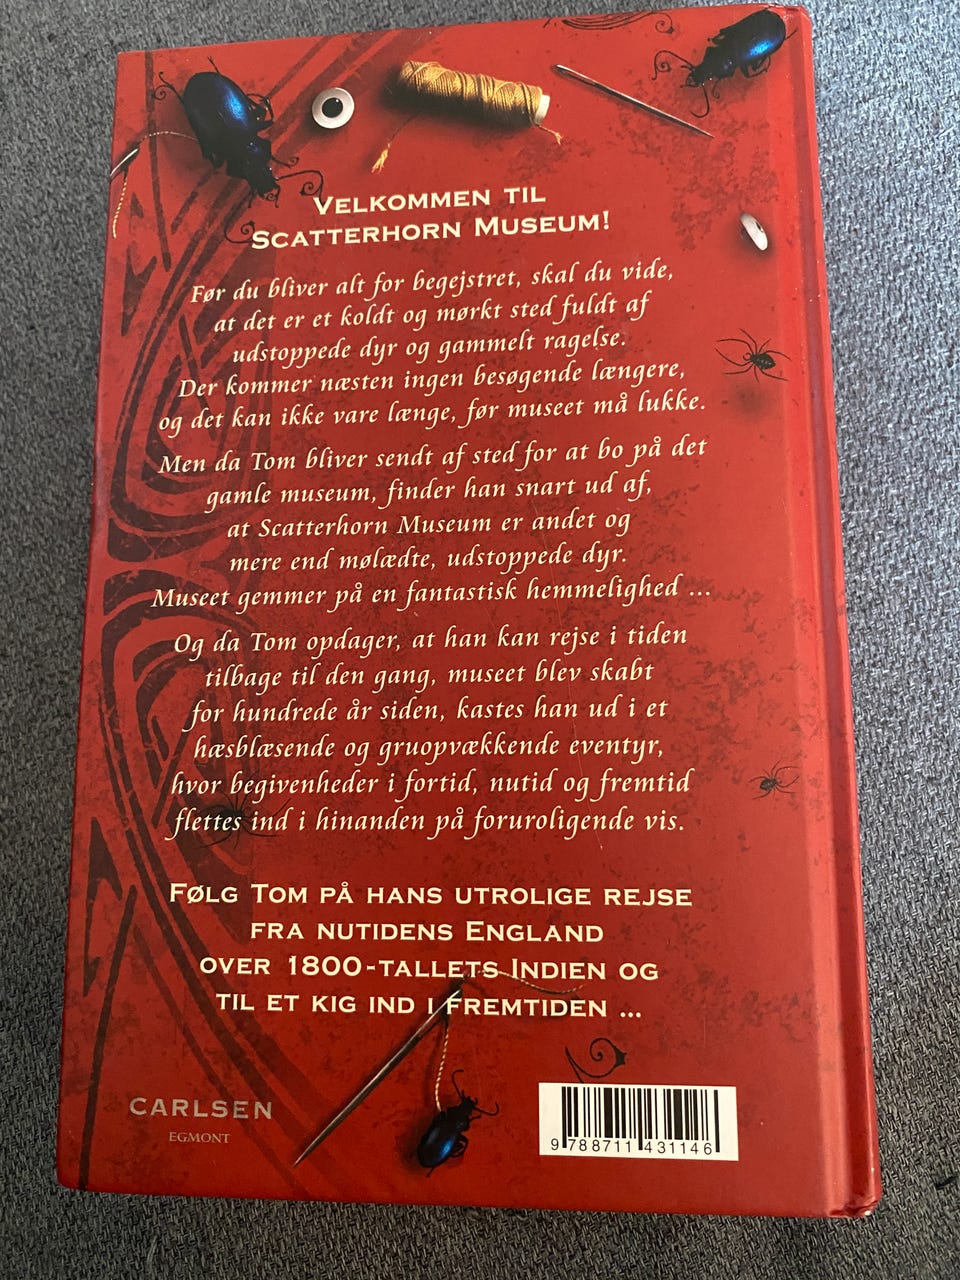 VELKOMMEN TIL
SCATTERHORN MUSEUM!
Før du bliver alt for begejstret, skal du vide,
at det er et koldt og mørkt sted fuldt af
udstoppede dyr og gammelt ragelse.
Der kommer næsten ingen besøgende længere,
og det kan ikke vare længe, før museet må lukke.
Men da Tom bliver sendt af sted for at bo på det
gamle museum, finder han snart ud af,
at Scatterhorn Museum er andet og
mere end mølædte, udstoppede dyr.
Museet gemmer på en fantastisk hemmelighed ...
Og da Tom opdager, at han kan rejse i tiden
tilbage til den gang, museet blev skabt
for hundrede år siden, kastes han ud i et
hæsblæsende og gruopvækkende eventyr,
hvor begivenheder i fortid, nutid og fremtid
flettes ind i hinanden på foruroligende vis.
FØLG TOM PÅ HANS UTROLIGE REJSE
FRA NUTIDENS ENGLAND
OVER 1800-TALLETS INDIEN OG
TIL ET KIG IND I FREMTIDEN ...
CARLSEN
EGMONT
9 788711 431146